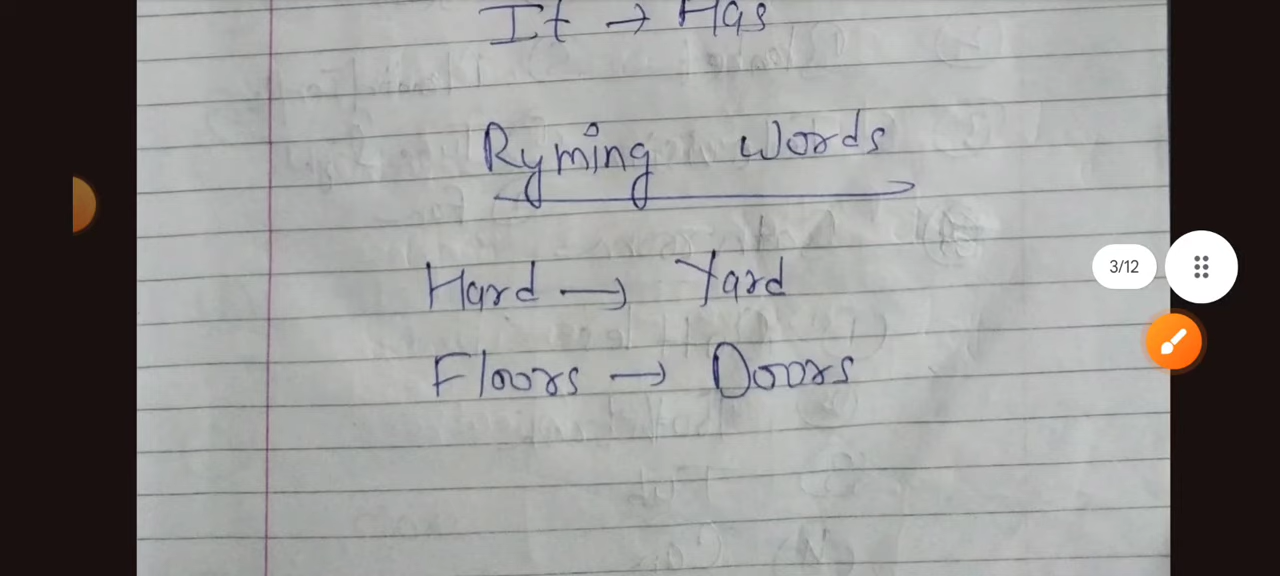 It → Has
Ryming Words
Hard → Yard
3/12
Floors → Doors